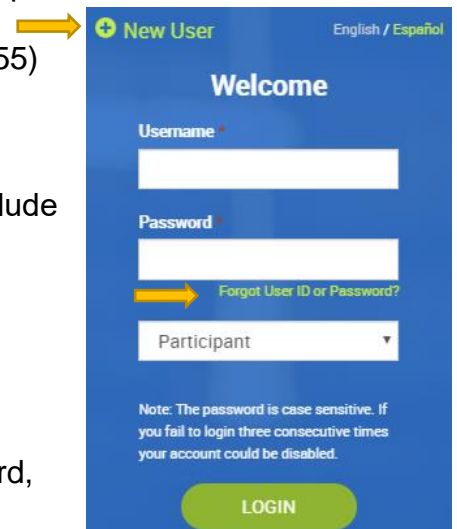 New User English / Español
55)
Welcome
Username *
lude
Password *
Forgot User ID or Password?
Participant
Note: The password is case sensitive. If
you fail to login three consecutive times
your account could be disabled.
rd,
LOGIN